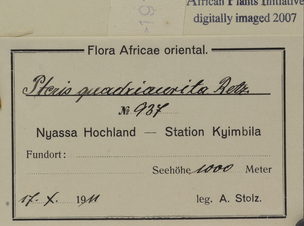 African Plants Initiative
digitally imaged 2007
Flora Africae oriental.
Pteris quadriaurita Retz.
№ 937
Nyassa Hochland — Station Kyimbila
Fundort:
Seehöhe 1000 Meter
17. X. 1911 leg. A. Stolz.